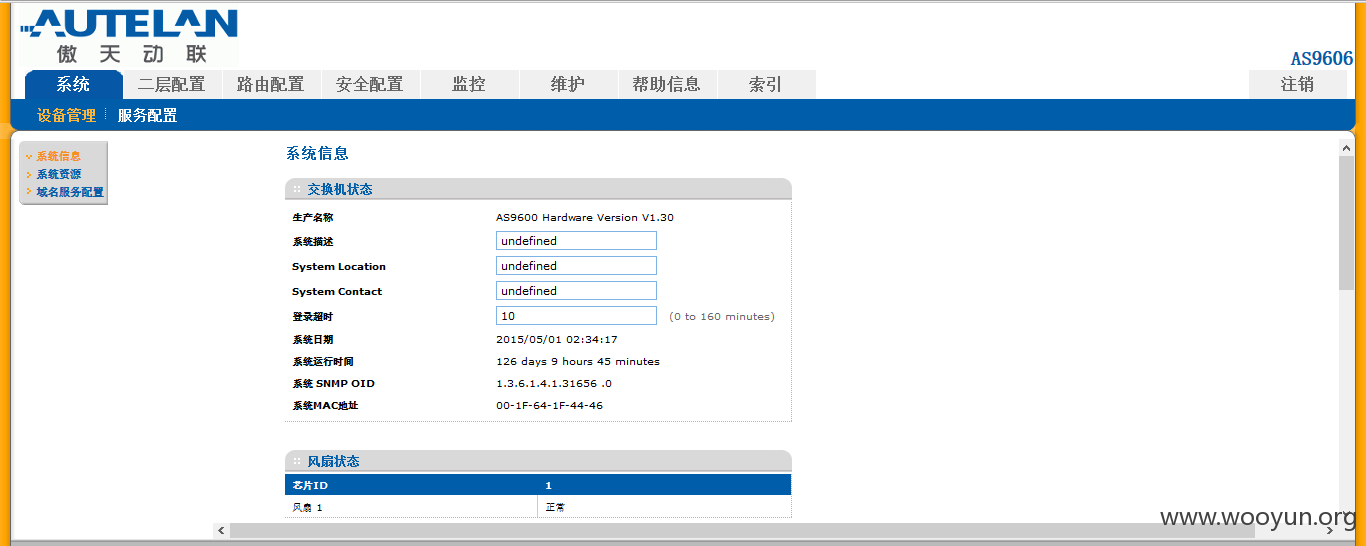 AUTELAN
傲天动联
AS9606
系统 二层配置 路由配置 安全配置 监控 维护 帮助信息 索引 注销
设备管理 服务配置
系统信息
系统资源
域名服务配置
系统信息
交换机状态
生产名称 AS9600 Hardware Version V1.30
系统描述 undefined
System Location undefined
System Contact undefined
登录超时 10 (0 to 160 minutes)
系统日期 2015/05/01 02:34:17
系统运行时间 126 days 9 hours 45 minutes
系统 SNMP OID 1.3.6.1.4.1.31656 .0
系统MAC地址 00-1F-64-1F-44-46
风扇状态
芯片ID 1
风扇 1 正常
www.wooyun.org